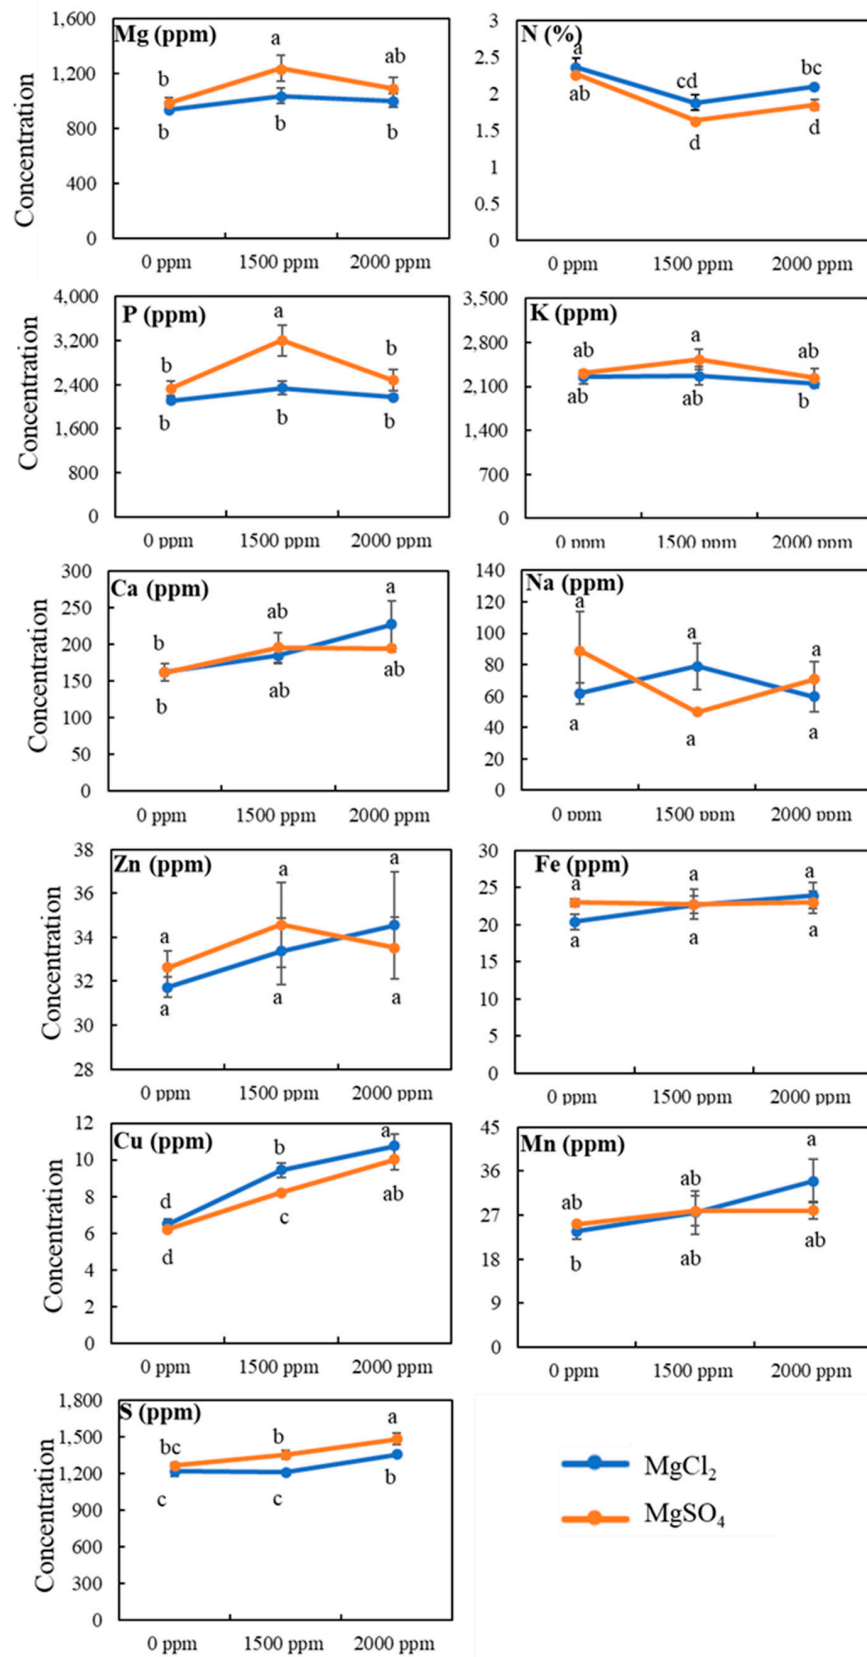 Mg (ppm)
Concentration
1,600
1,200
800
400
0
b
a
ab
b
b
b
0 ppm
1500 ppm
2000 ppm
N (%)
3
2.5
2
1.5
1
0.5
0
a
cd
bc
ab
d
d
0 ppm
1500 ppm
2000 ppm
P (ppm)
Concentration
4,000
3,200
2,400
1,600
800
0
b
a
b
b
b
b
0 ppm
1500 ppm
2000 ppm
K (ppm)
3,500
2,800
2,100
1,400
700
0
ab
a
ab
ab
ab
b
0 ppm
1500 ppm
2000 ppm
Ca (ppm)
Concentration
300
250
200
150
100
50
0
b
ab
a
b
ab
ab
0 ppm
1500 ppm
2000 ppm
Na (ppm)
140
120
100
80
60
40
20
0
a
a
a
a
a
a
0 ppm
1500 ppm
2000 ppm
Zn (ppm)
Concentration
38
36
34
32
30
28
a
a
a
a
a
a
0 ppm
1500 ppm
2000 ppm
Fe (ppm)
30
25
20
15
10
5
0
a
a
a
a
a
a
0 ppm
1500 ppm
2000 ppm
Cu (ppm)
Concentration
12
10
8
6
4
2
0
d
b
a
d
c
ab
0 ppm
1500 ppm
2000 ppm
Mn (ppm)
45
36
27
18
9
0
ab
ab
a
b
ab
ab
0 ppm
1500 ppm
2000 ppm
S (ppm)
Concentration
1,800
1,500
1,200
900
600
300
0
bc
b
a
c
c
b
0 ppm
1500 ppm
2000 ppm
MgCl₂
MgSO₄